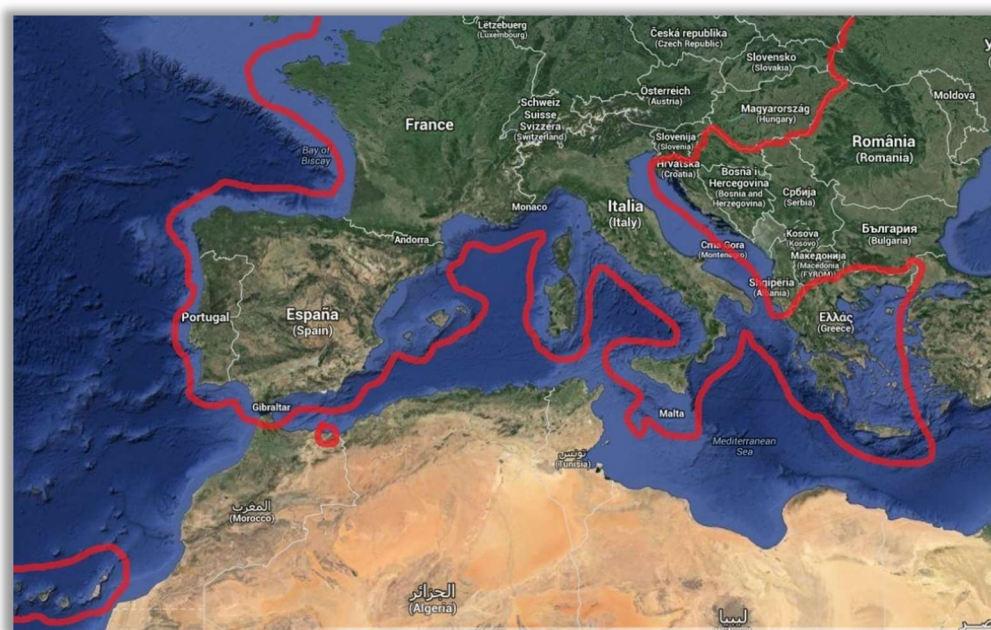 Lëtzebuerg
(Luxembourg)
Česká republika
(Czech Republic)
Slovensko
(Slovakia)
Österreich
(Austria)
Magyarország
(Hungary)
Moldova
Schweiz
Suisse
Svizzera
(Switzerland)
France
Slovenija
(Slovenia)
Hrvatska
(Croatia)
România
(Romania)
Bay of
Biscay
Bosna i
Hercegovina
(Bosnia and
Herzegovina)
Србија
(Serbia)
Monaco
Italia
(Italy)
Andorra
Crna Gora
(Montenegro)
Kosova
(Kosovo)
България
(Bulgaria)
Македонија
(Macedonia
(FYROM))
Shqipëria
(Albania)
Portugal
España
(Spain)
Ελλάς
(Greece)
Gibraltar
Malta
Mediterranean
Sea
تونس
(Tunisia)
المغرب
(Morocco)
الجزائر
(Algeria)
ليبيا